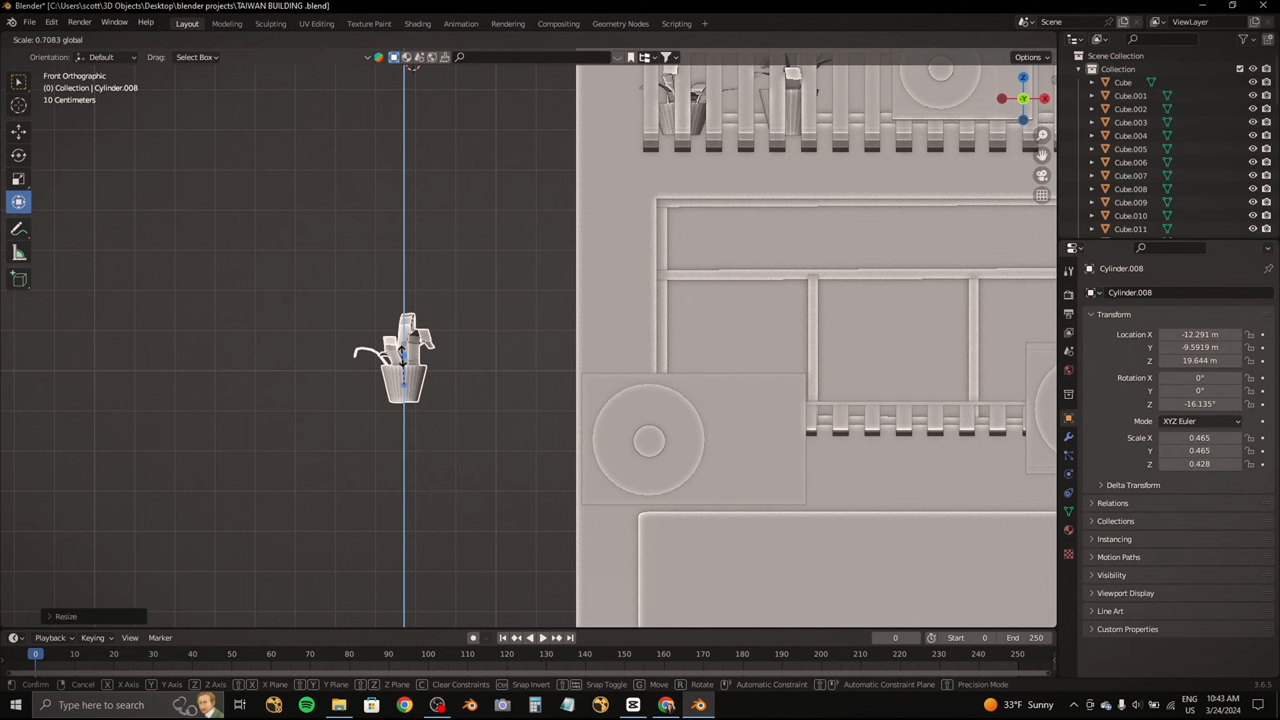 Blender* [C:\Users\scott\3D Objects\Desktop\blender projects\TAIWAN BUILDING .blend]
File Edit Render Window Help Layout Modeling Sculpting UV Editing Texture Paint Shading Animation Rendering Compositing Geometry Nodes Scripting Scene ViewLayer
Scale: 0.7083 global
Orientation: Default Drag: Select Box Options
Front Orthographic
(0) Collection | Cylinder.008
10 Centimeters
Z
Y
X
Resize
Scene Collection
Collection
Cube
Cube.001
Cube.002
Cube.003
Cube.004
Cube.005
Cube.006
Cube.007
Cube.008
Cube.009
Cube.010
Cube.011
Cylinder.008
Cylinder.008
Transform
Location X -12.291 m
Y -9.5919 m
Z 19.644 m
Rotation X 0°
Y 0°
Z -16.135°
Mode XYZ Euler
Scale X 0.465
Y 0.465
Z 0.428
Delta Transform
Relations
Collections
Instancing
Motion Paths
Visibility
Viewport Display
Line Art
Custom Properties
Playback Keying View Marker 0 Start 0 End 250
0 10 20 30 40 50 60 70 80 90 100 110 120 130 140 150 160 170 180 190 200 210 220 230 240 250
Confirm Cancel X X Axis Y Y Axis Z Z Axis X X Plane Y Y Plane Z Z Plane C Clear Constraints Snap Invert Snap Toggle G Move R Rotate Automatic Constraint Automatic Constraint Plane Precision Mode 3.6.5
Type here to search 33°F Sunny ENG US 10:43 AM 3/24/2024